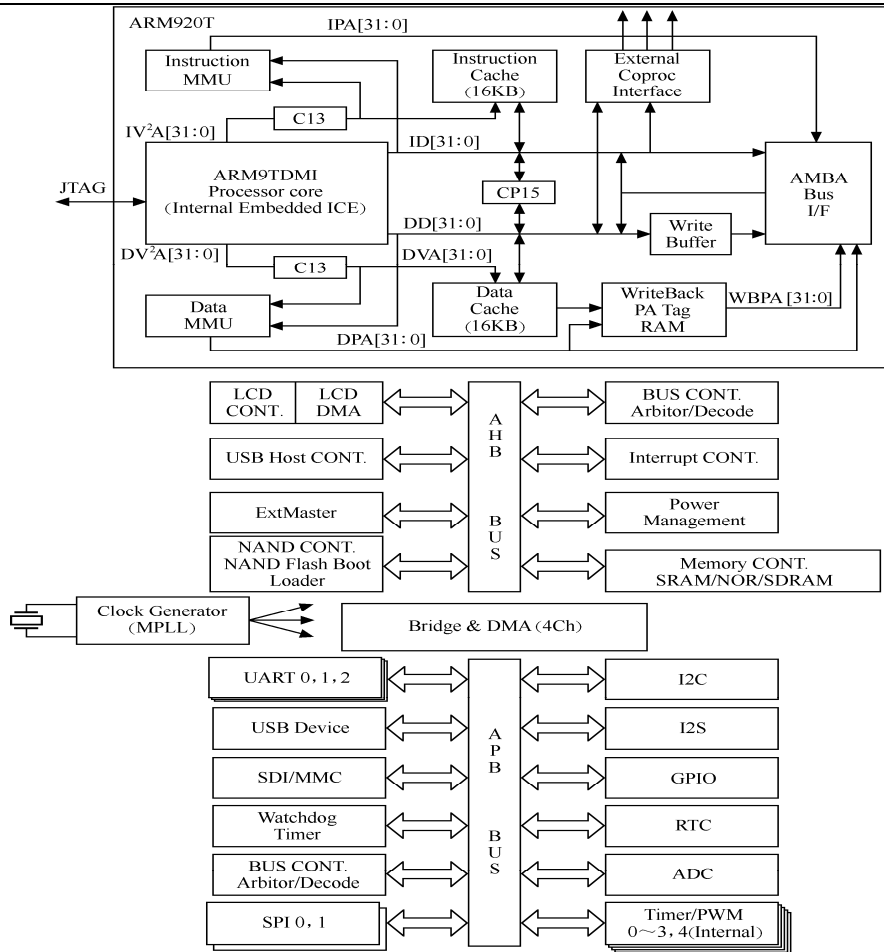 ARM920T
IPA[31:0]
Instruction
MMU
Instruction
Cache
(16KB)
External
Coproc
Interface
C13
IV²A[31:0]
ID[31:0]
JTAG
ARM9TDMI
Processor core
(Internal Embedded ICE)
CP15
AMBA
Bus
I/F
DD[31:0]
Write
Buffer
DV²A[31:0]
C13
DVA[31:0]
Data
MMU
Data
Cache
(16KB)
WriteBack
PA Tag
RAM
WBPA [31:0]
DPA[31:0]
LCD
CONT.
LCD
DMA
BUS CONT.
Arbitor/Decode
USB Host CONT.
Interrupt CONT.
ExtMaster
Power
Management
NAND CONT.
NAND Flash Boot
Loader
Memory CONT.
SRAM/NOR/SDRAM
AHB BUS
Clock Generator
(MPLL)
Bridge & DMA (4Ch)
UART 0, 1, 2
I2C
USB Device
I2S
SDI/MMC
GPIO
Watchdog
Timer
RTC
BUS CONT.
Arbitor/Decode
ADC
SPI 0, 1
Timer/PWM
0～3, 4(Internal)
APB BUS